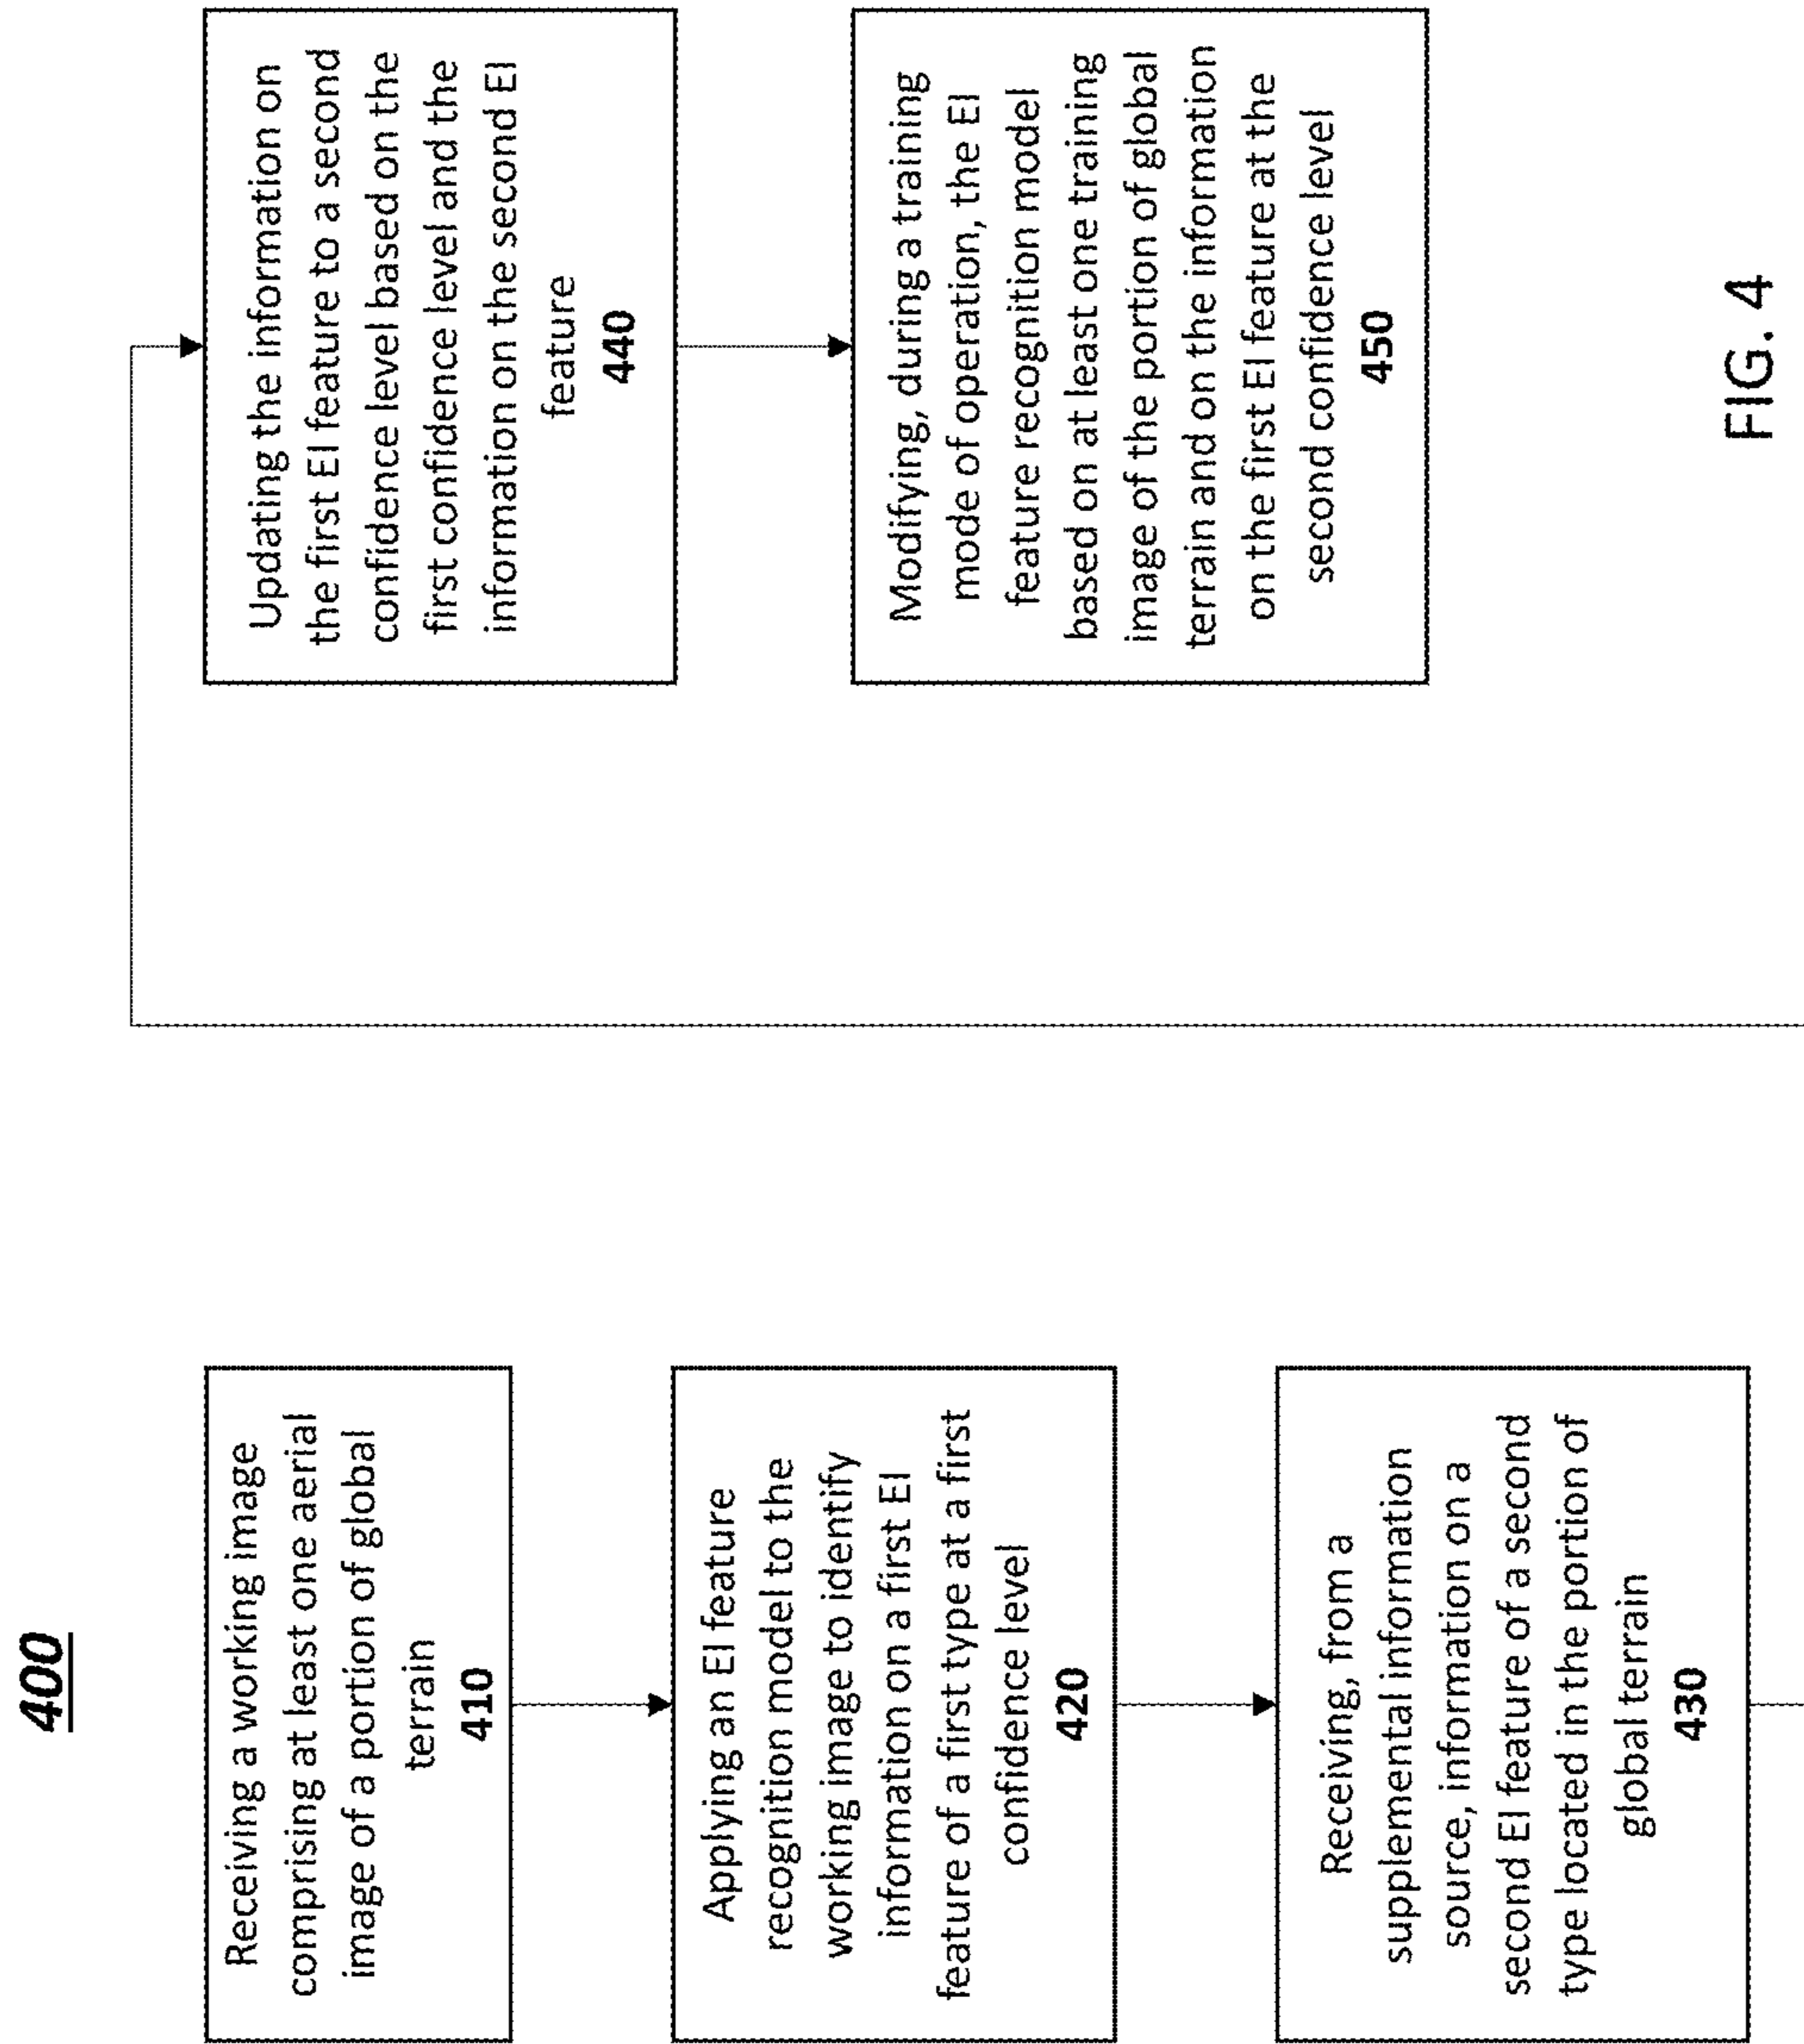 400
Receiving a working image
comprising at least one aerial
image of a portion of global
terrain
410
Applying an EI feature
recognition model to the
working image to identify
information on a first EI
feature of a first type at a first
confidence level
420
Receiving, from a
supplemental information
source, information on a
second EI feature of a second
type located in the portion of
global terrain
430
Updating the information on
the first EI feature to a second
confidence level based on the
first confidence level and the
information on the second EI
feature
440
Modifying, during a training
mode of operation, the EI
feature recognition model
based on at least one training
image of the portion of global
terrain and on the information
on the first EI feature at the
second confidence level
450
FIG. 4